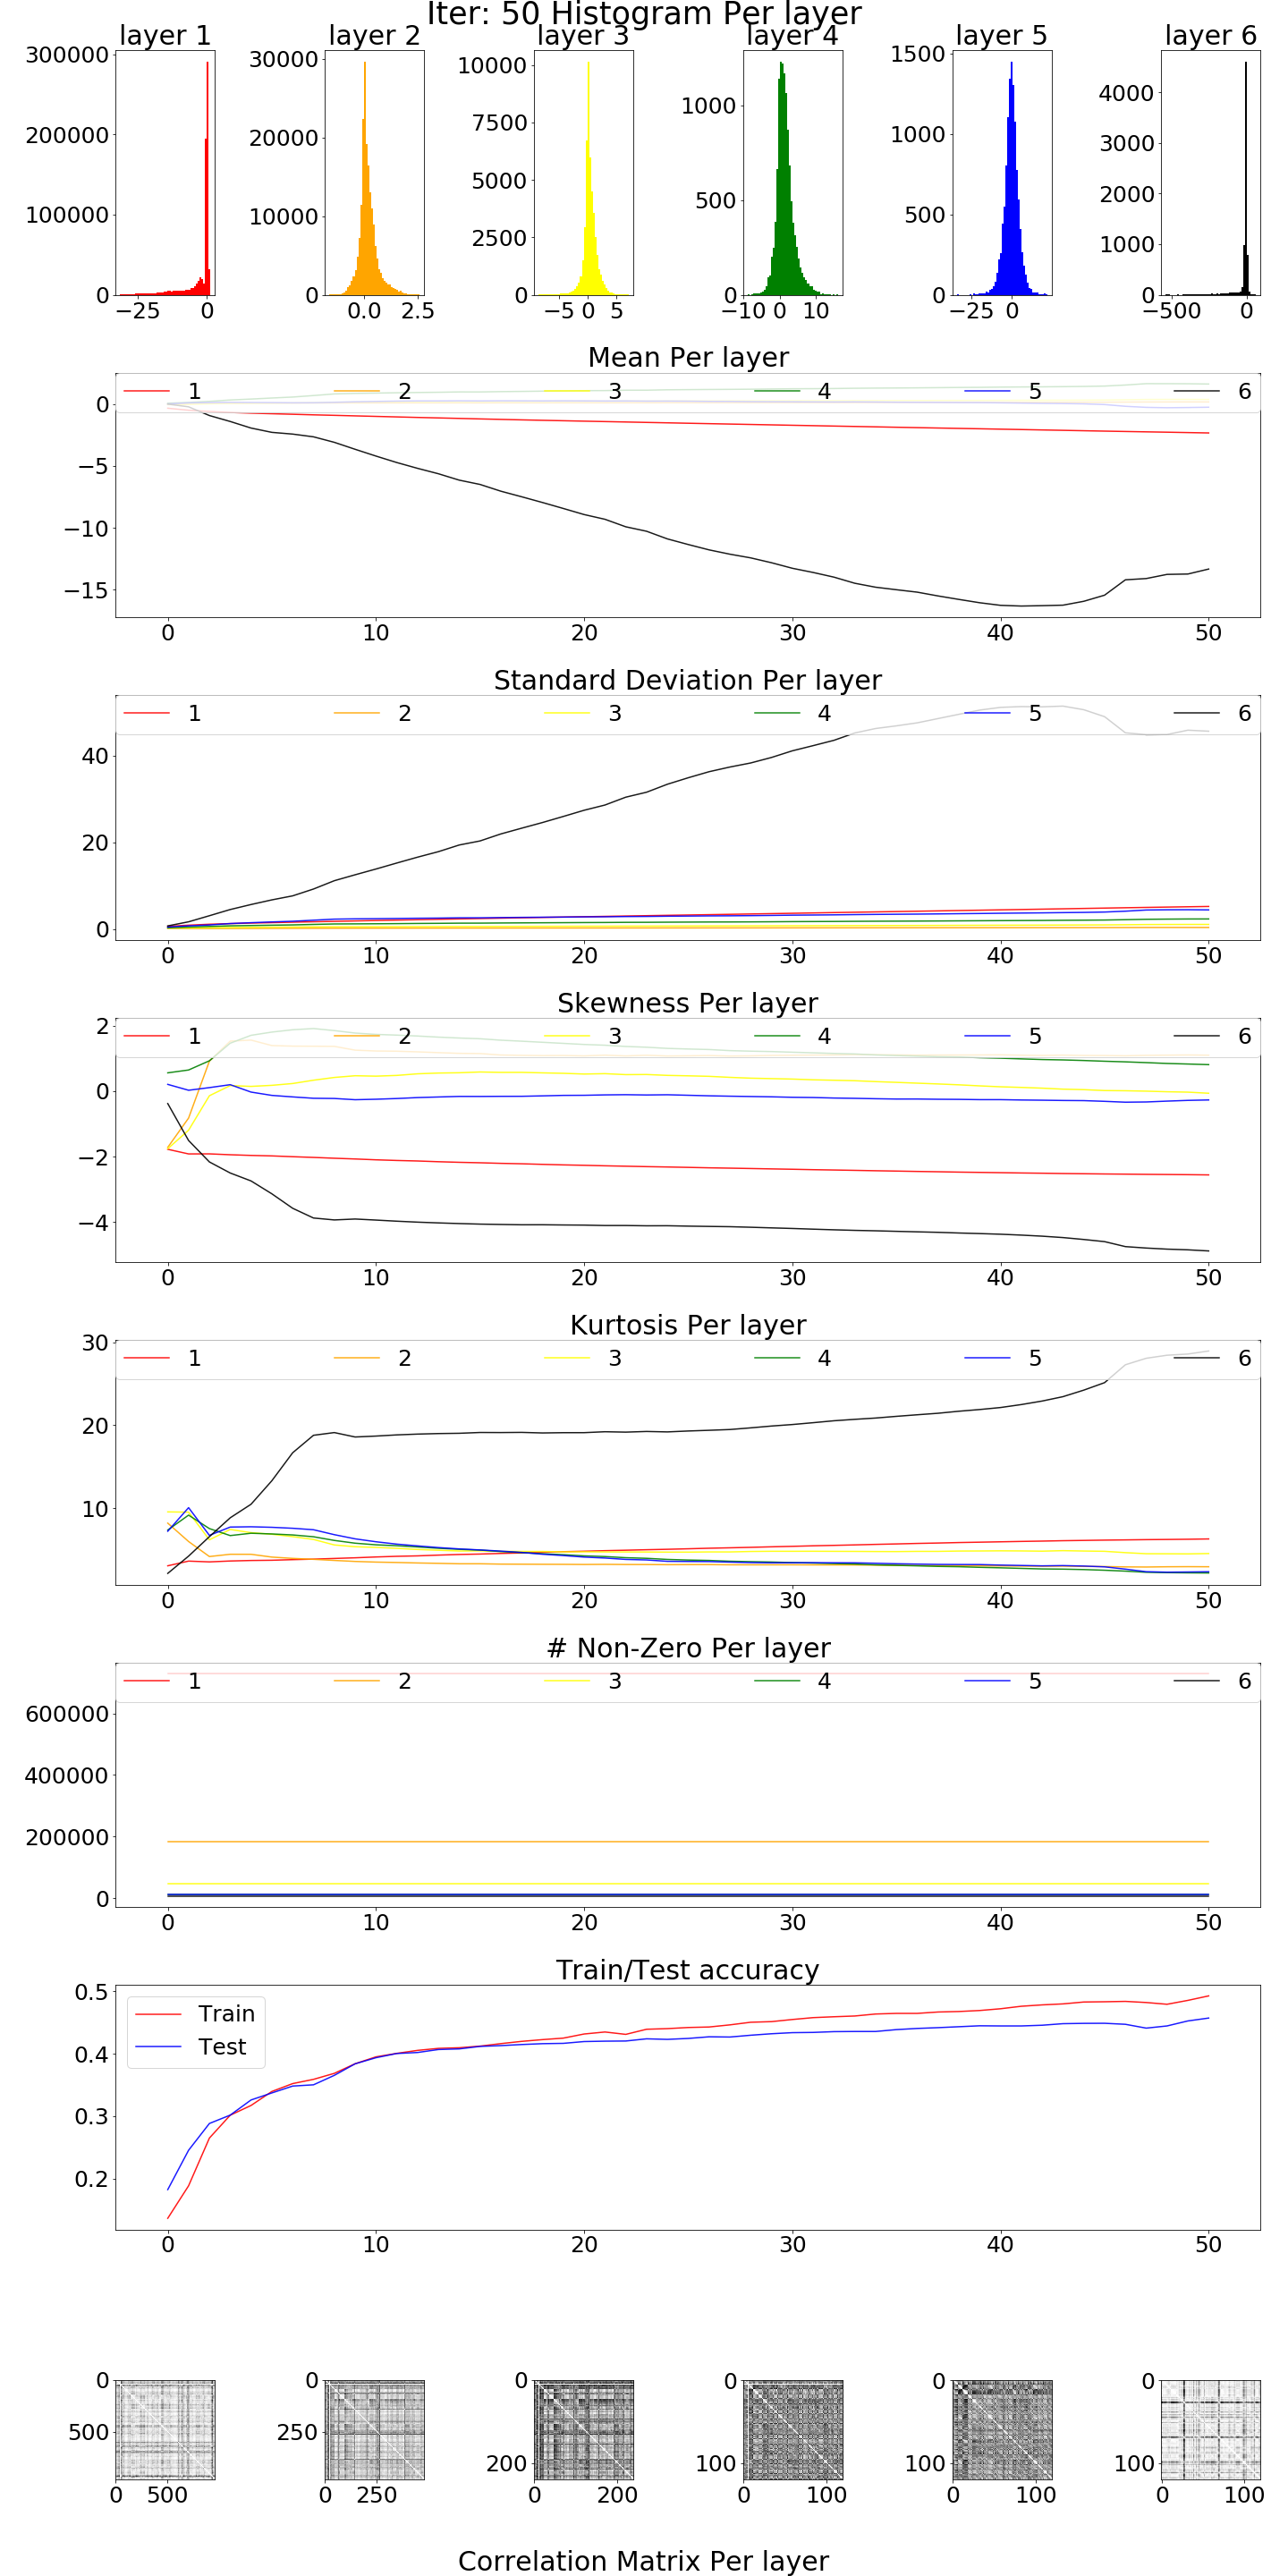 Iter: 50 Histogram Per layer
layer 1 layer 2 layer 3 layer 4 layer 5 layer 6
300000 200000 100000 0 −25 0
30000 20000 10000 0 0.0 2.5
10000 7500 5000 2500 0 −5 0 5
1000 500 0 −10 0 10
1500 1000 500 0 −25 0
4000 3000 2000 1000 0 −500 0
Mean Per layer
1 2 3 4 5 6
0
−5
−10
−15
0 10 20 30 40 50
Standard Deviation Per layer
1 2 3 4 5 6
40
20
0
0 10 20 30 40 50
Skewness Per layer
2
1 2 3 4 5 6
0
−2
−4
0 10 20 30 40 50
Kurtosis Per layer
30
1 2 3 4 5 6
20
10
0 10 20 30 40 50
# Non-Zero Per layer
1 2 3 4 5 6
600000
400000
200000
0
0 10 20 30 40 50
Train/Test accuracy
0.5
Train
Test
0.4
0.3
0.2
0 10 20 30 40 50
0 500 0 500
0 250 0 250
0 200 0 200
0 100 0 100
0 100 0 100
0 100 0 100
Correlation Matrix Per layer